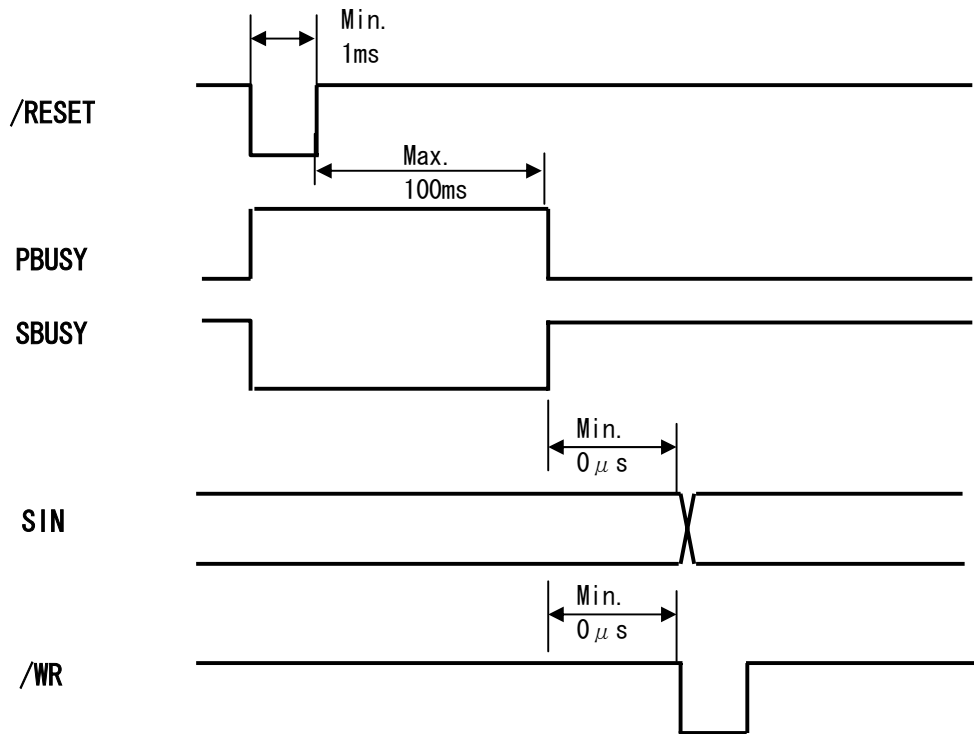 Min.
1ms
/RESET
Max.
100ms
PBUSY
SBUSY
Min.
0μs
SIN
Min.
0μs
/WR